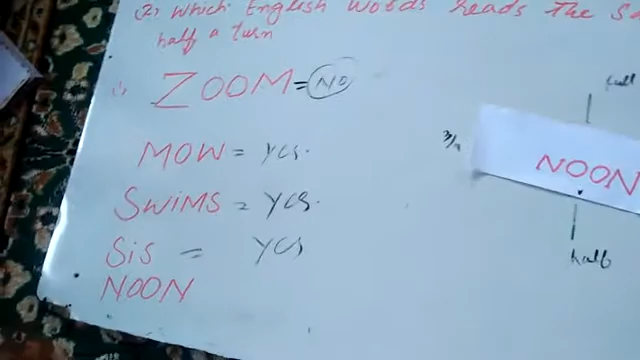 (2) Which English words reads the Sa
half a turn
ZOOM = NO
MOW = yes.
SWiMS = yes.
SiS = yes
NOON
full
3/4
NOON
half